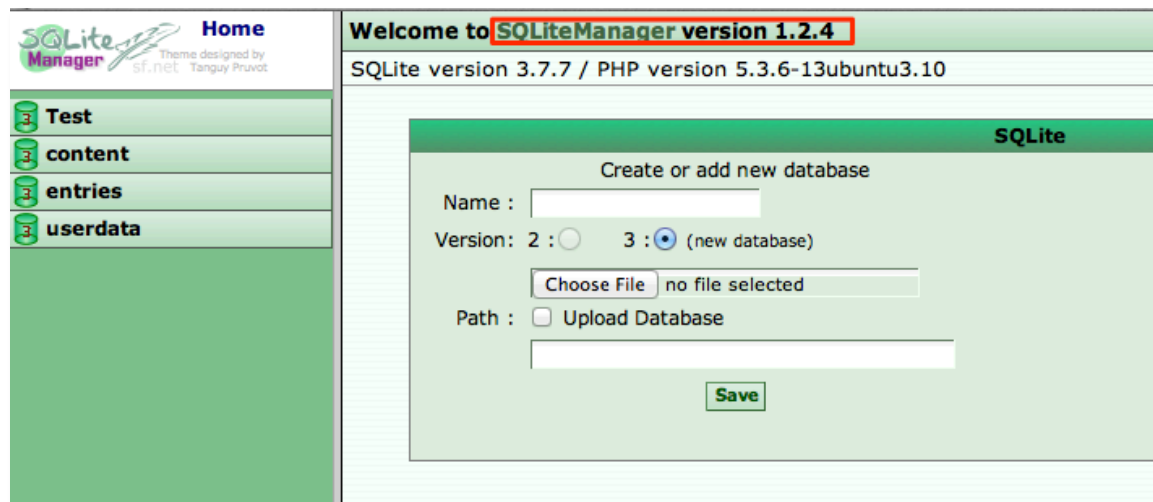 SQLite
Manager
sf.net
Home
Theme designed by
Tanguy Pruvot
Test
content
entries
userdata
Welcome to SQLiteManager version 1.2.4
SQLite version 3.7.7 / PHP version 5.3.6-13ubuntu3.10
SQLite
Create or add new database
Name :
Version: 2 : 3 : (new database)
Choose File no file selected
Path : Upload Database
Save